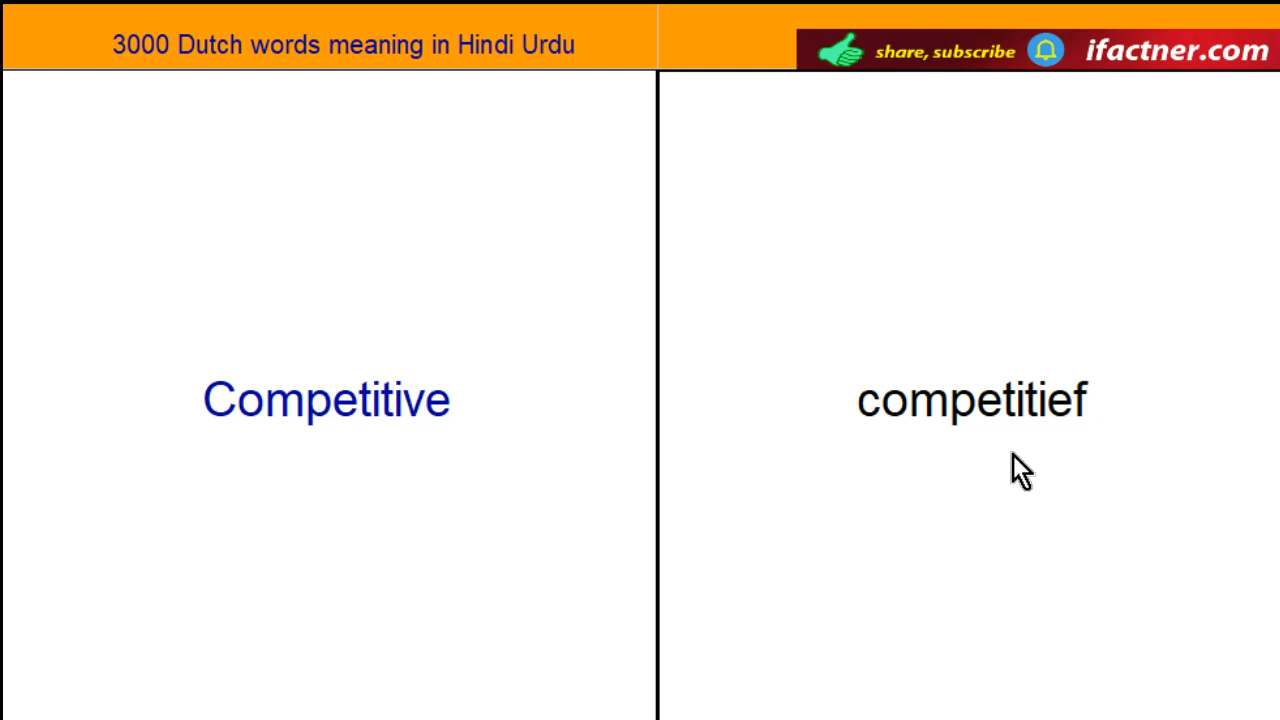 3000 Dutch words meaning in Hindi Urdu
share, subscribe
ifactner.com
Competitive
competitief